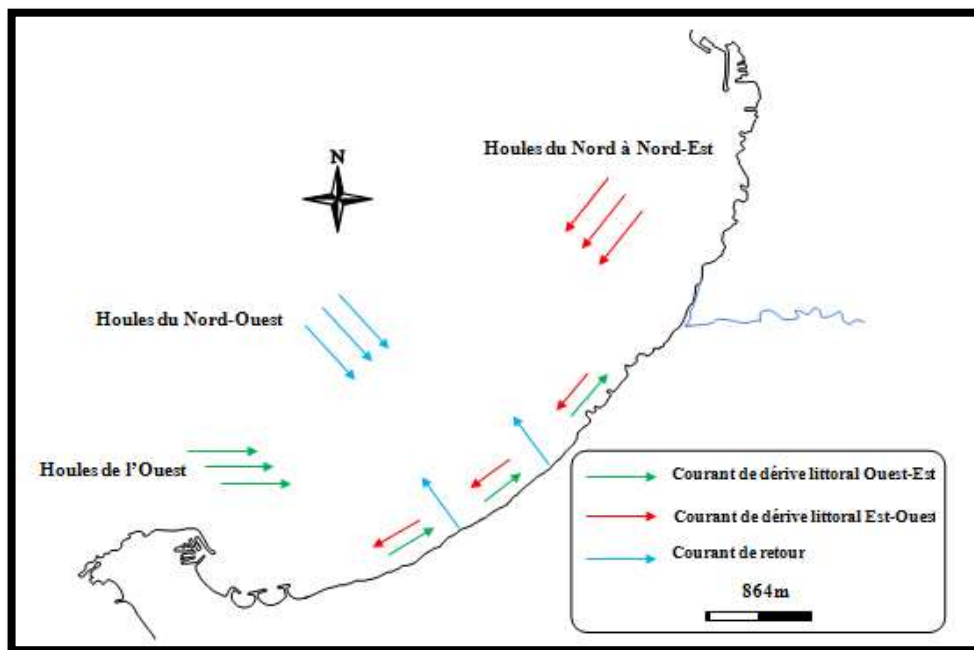 Houles du Nord à Nord-Est
N
Houles du Nord-Ouest
Houles de l'Ouest
Courant de dérive littoral Ouest-Est
Courant de dérive littoral Est-Ouest
Courant de retour
864m